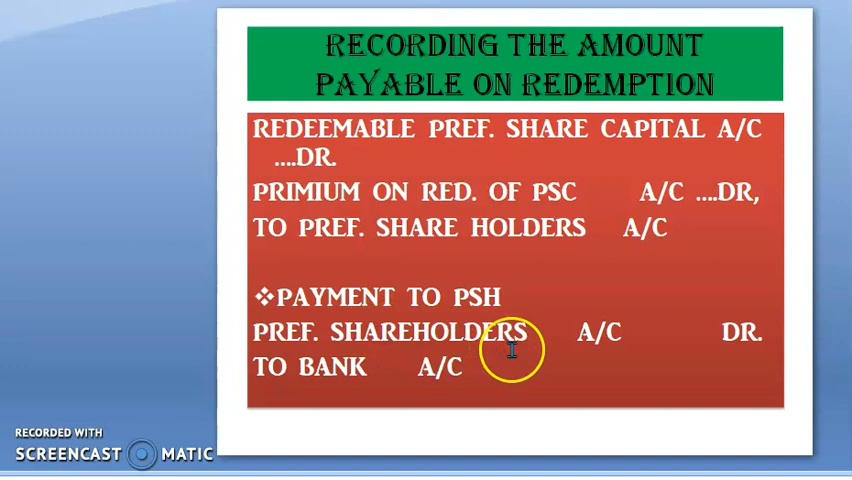 RECORDING THE AMOUNT
PAYABLE ON REDEMPTION
REDEEMABLE PREF. SHARE CAPITAL A/C
....DR.
PRIMIUM ON RED. OF PSC A/C ....DR,
TO PREF. SHARE HOLDERS A/C
❖PAYMENT TO PSH
PREF. SHAREHOLDERS A/C DR.
TO BANK A/C
RECORDED WITH
SCREENCAST MATIC